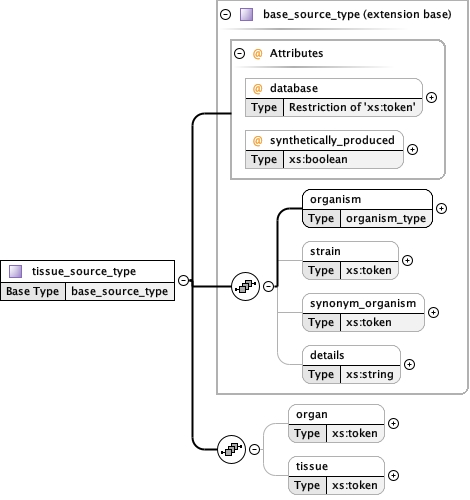 base_source_type (extension base)
@ Attributes
@ database
Type Restriction of 'xs:token'
@ synthetically_produced
Type xs:boolean
organism
Type organism_type
strain
Type xs:token
tissue_source_type
Base Type base_source_type
synonym_organism
Type xs:token
details
Type xs:string
organ
Type xs:token
tissue
Type xs:token